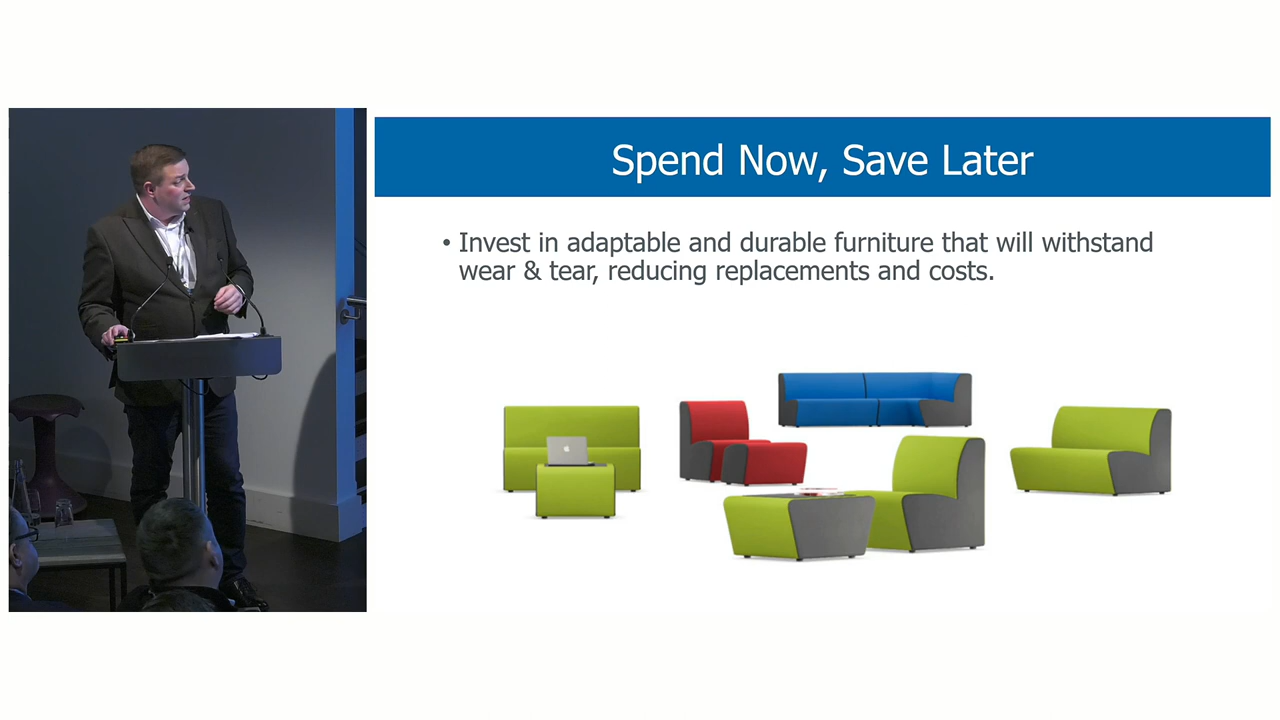 Spend Now, Save Later
• Invest in adaptable and durable furniture that will withstand
wear & tear, reducing replacements and costs.